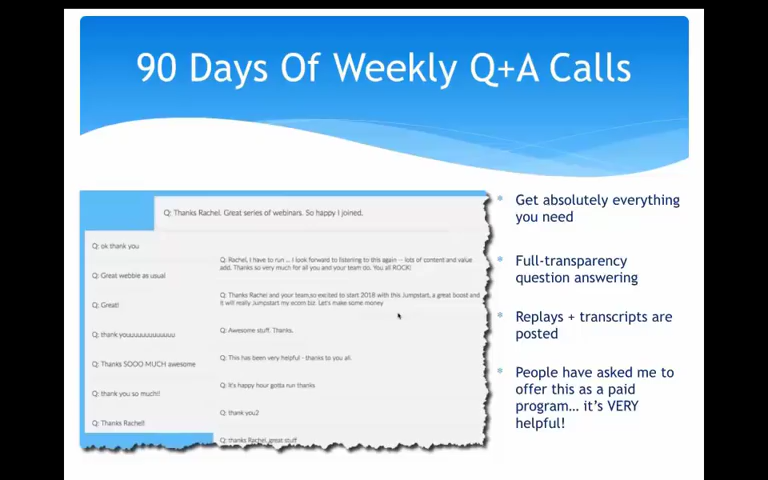 90 Days Of Weekly Q+A Calls
Q: Thanks Rachel. Great series of webinars. So happy I joined.
Q: ok thank you
Q: Great webbie as usual
Q: Great!
Q: thank youuuuuuuuuuuuu
Q: Thanks SOOO MUCH awesome
Q: thank you so much!!
Q: Thanks Rachel!
Q: Rachel, I have to run ... I look forward to listening to this again -- lots of content and value
add. Thanks so very much for all you and your team do. You all ROCK!
Q: Thanks Rachel and your team,so excited to start 2018 with this Jumpstart, a great boost and
it will really Jumpstart my ecom biz. Let's make some money
Q: Awesome stuff. Thanks.
Q: This has been very helpful - thanks to you all.
Q: It's happy hour gotta run thanks
Q: thank you2
Q: thanks Rachel, great stuff
* Get absolutely everything
you need
* Full-transparency
question answering
* Replays + transcripts are
posted
* People have asked me to
offer this as a paid
program… it's VERY
helpful!